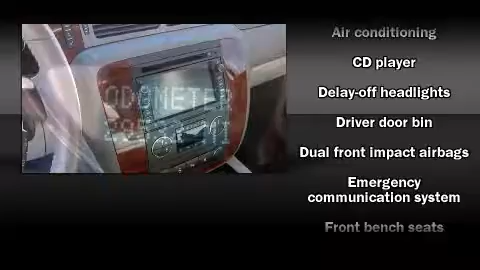 ODOMETER
Air conditioning
CD player
Delay-off headlights
Driver door bin
Dual front impact airbags
Emergency
communication system
Front bench seats